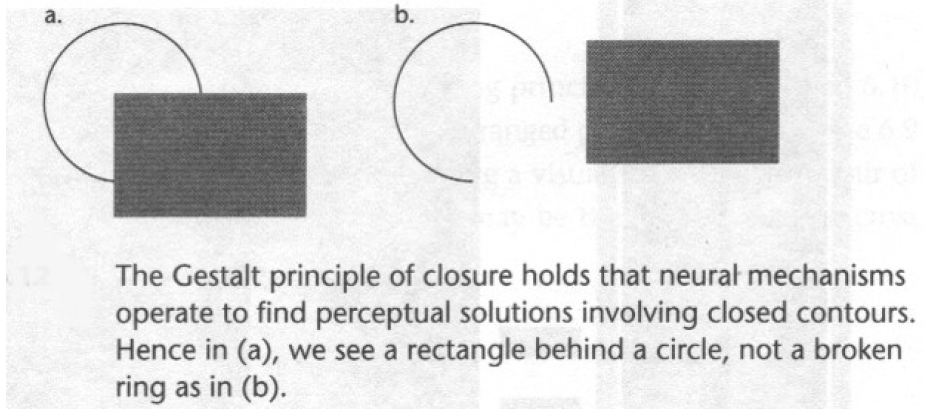 a.
b.
The Gestalt principle of closure holds that neural mechanisms
operate to find perceptual solutions involving closed contours.
Hence in (a), we see a rectangle behind a circle, not a broken
ring as in (b).